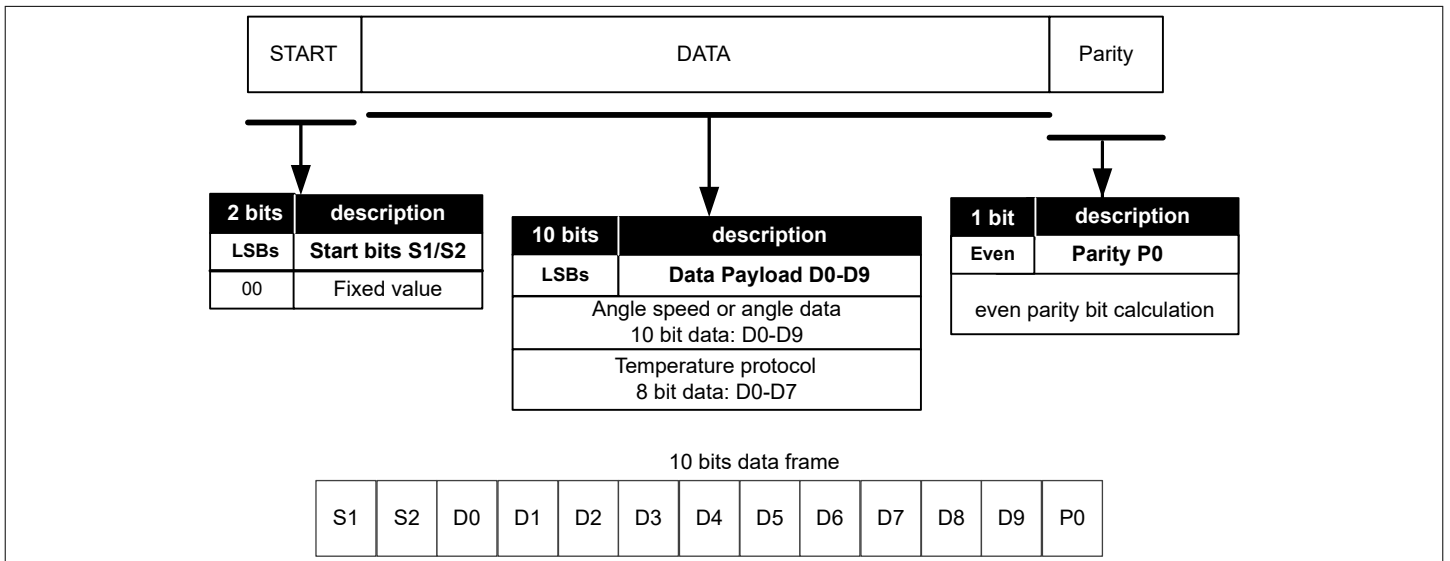 START DATA Parity
2 bits description
LSBs Start bits S1/S2
00 Fixed value
10 bits description
LSBs Data Payload D0-D9
Angle speed or angle data
10 bit data: D0-D9
Temperature protocol
8 bit data: D0-D7
1 bit description
Even Parity P0
even parity bit calculation
10 bits data frame
S1 S2 D0 D1 D2 D3 D4 D5 D6 D7 D8 D9 P0